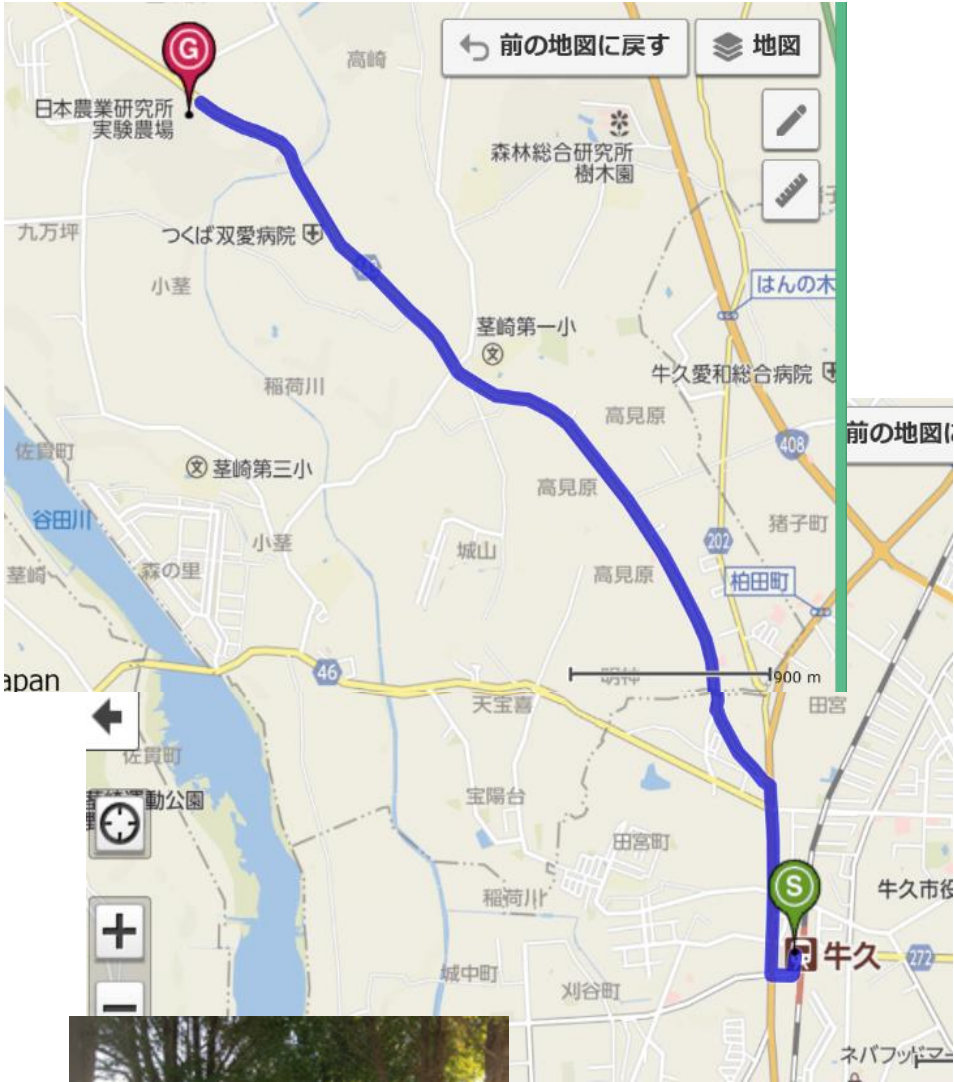 G
前の地図に戻す
地図
高崎
日本農業研究所
実験農場
森林総合研究所
樹木園
九万坪
つくば双愛病院
小茎
はんの木
茎崎第一小
文
牛久愛和総合病院
稲荷川
高見原
408
前の地図に
佐貫町
文
茎崎第三小
高見原
谷田川
小茎
城山
202
猪子町
茎崎
森の里
高見原
柏田町
46
明神
900 m
apan
天宝喜
田宮
佐貫町
動公園
宝陽台
田宮町
S
稲荷川
牛久市役
牛久
272
城中町
刈谷町